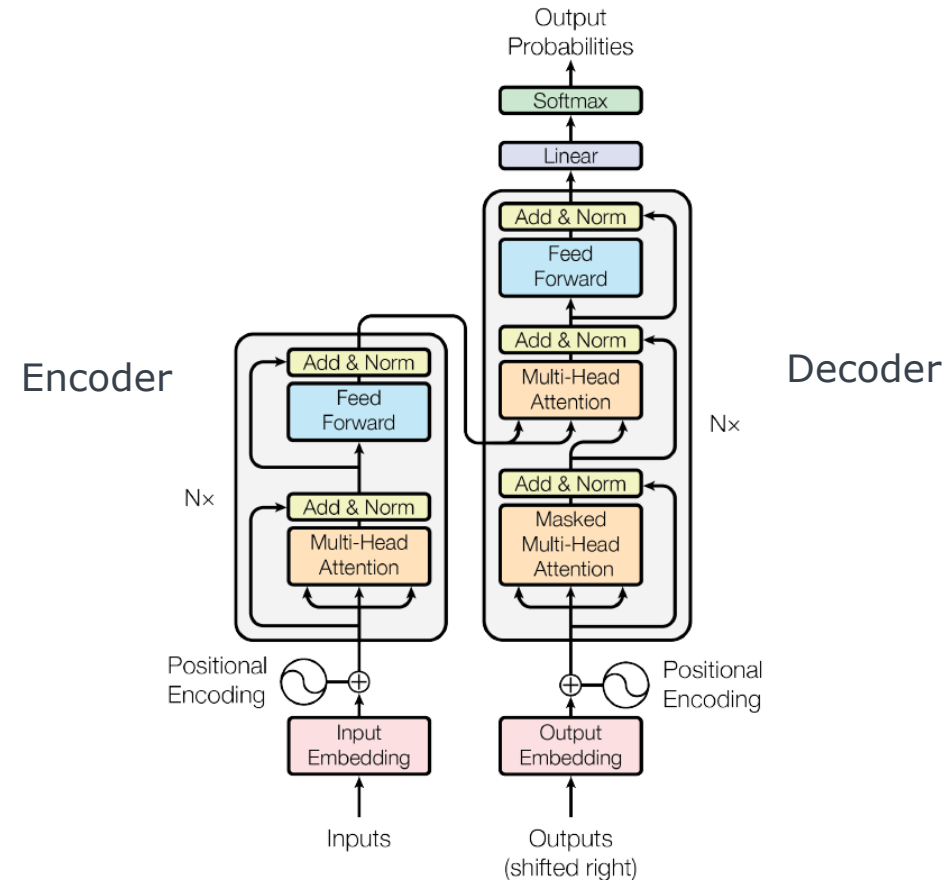 Output
Probabilities
Softmax
Linear
Add & Norm
Feed
Forward
Add & Norm
Multi-Head
Attention
Add & Norm
Masked
Multi-Head
Attention
Nx
Decoder
Encoder
Add & Norm
Feed
Forward
Add & Norm
Multi-Head
Attention
N×
Positional
Encoding
Positional
Encoding
Input
Embedding
Output
Embedding
Inputs
Outputs
(shifted right)